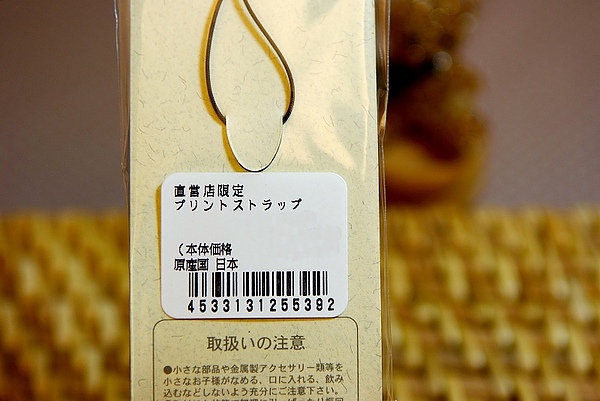 直営店限定
プリントストラップ
(本体価格
原産国 日本
4533131255392
取扱いの注意
●小さな部品や金属製アクセサリー類等を
小さなお子様がなめる、口に入れる、飲み
込むなどしないよう充分にご注意下さい。